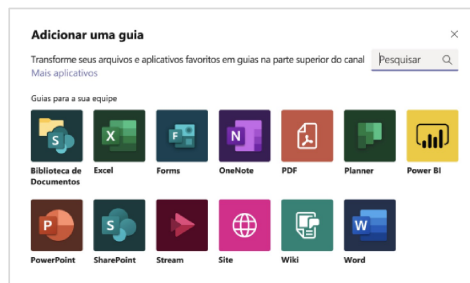 Adicionar uma guia
Transforme seus arquivos e aplicativos favoritos em guias na parte superior do canal
Pesquisar
Mais aplicativos
Guias para a sua equipe
S X F N P
Biblioteca de Documentos Excel Forms OneNote PDF Planner Power BI
P S W
PowerPoint SharePoint Stream Site Wiki Word